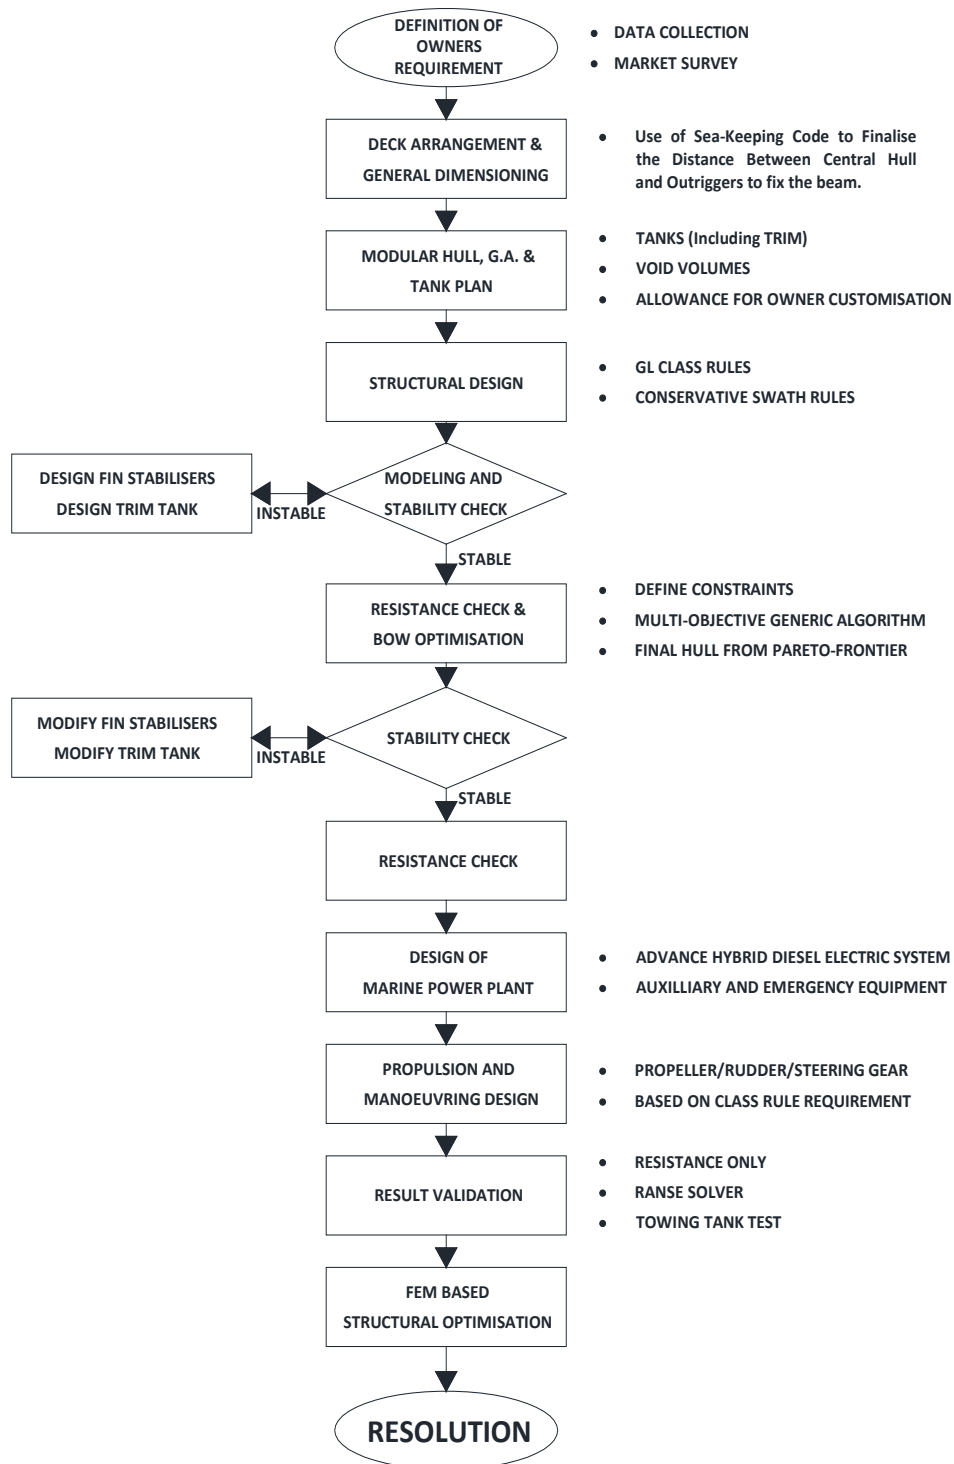 DEFINITION OF
OWNERS
REQUIREMENT
• DATA COLLECTION
• MARKET SURVEY
DECK ARRANGEMENT &
GENERAL DIMENSIONING
• Use of Sea-Keeping Code to Finalise
the Distance Between Central Hull
and Outriggers to fix the beam.
MODULAR HULL, G.A. &
TANK PLAN
• TANKS (Including TRIM)
• VOID VOLUMES
• ALLOWANCE FOR OWNER CUSTOMISATION
STRUCTURAL DESIGN
• GL CLASS RULES
• CONSERVATIVE SWATH RULES
DESIGN FIN STABILISERS
DESIGN TRIM TANK
INSTABLE
MODELING AND
STABILITY CHECK
STABLE
RESISTANCE CHECK &
BOW OPTIMISATION
• DEFINE CONSTRAINTS
• MULTI-OBJECTIVE GENERIC ALGORITHM
• FINAL HULL FROM PARETO-FRONTIER
MODIFY FIN STABILISERS
MODIFY TRIM TANK
INSTABLE
STABILITY CHECK
STABLE
RESISTANCE CHECK
DESIGN OF
MARINE POWER PLANT
• ADVANCE HYBRID DIESEL ELECTRIC SYSTEM
• AUXILLIARY AND EMERGENCY EQUIPMENT
PROPULSION AND
MANOEUVRING DESIGN
• PROPELLER/RUDDER/STEERING GEAR
• BASED ON CLASS RULE REQUIREMENT
RESULT VALIDATION
• RESISTANCE ONLY
• RANSE SOLVER
• TOWING TANK TEST
FEM BASED
STRUCTURAL OPTIMISATION
RESOLUTION